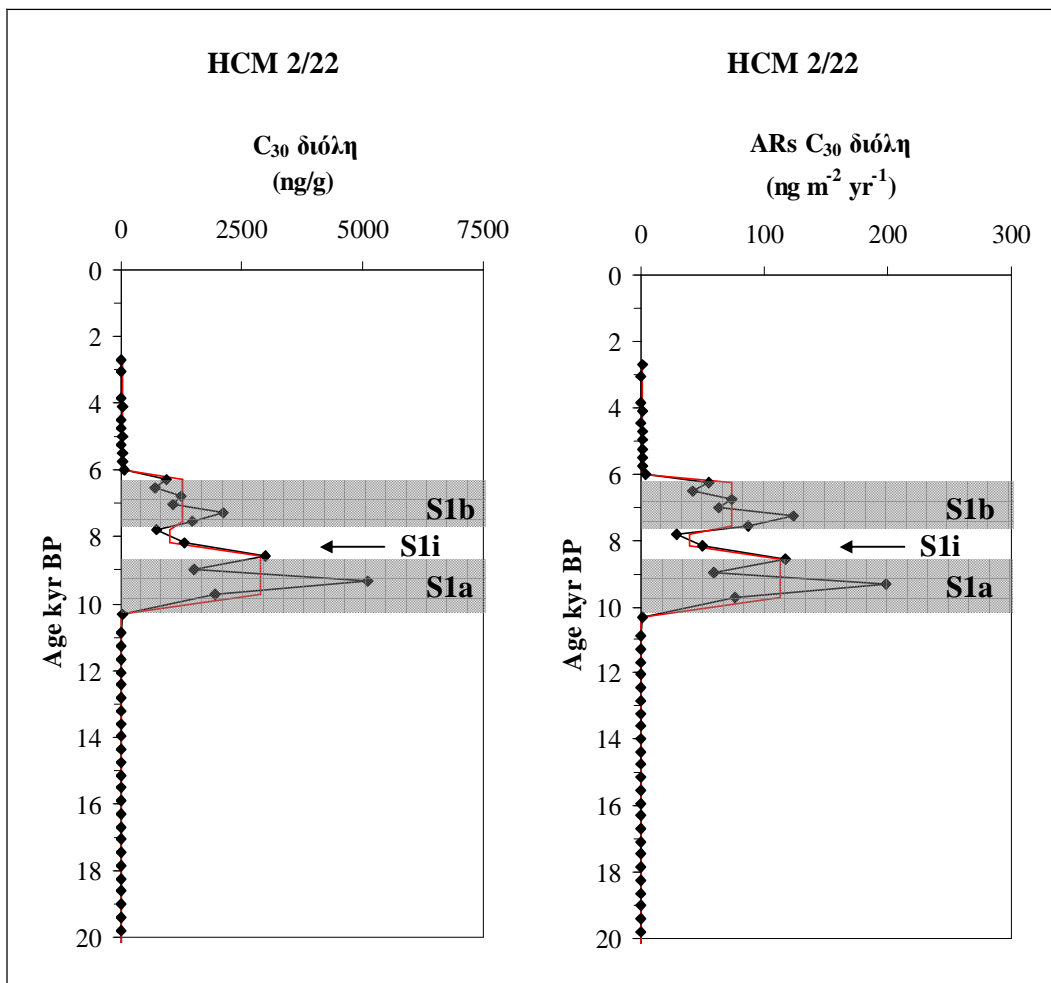 HCM 2/22
C30 διόλη
(ng/g)
0 2500 5000 7500
0
2
4
6
8
10
12
14
16
18
20
Age kyr BP
S1b
S1i
S1a
HCM 2/22
ARs C30 διόλη
(ng m-2 yr-1)
0 100 200 300
0
2
4
6
8
10
12
14
16
18
20
Age kyr BP
S1b
S1i
S1a